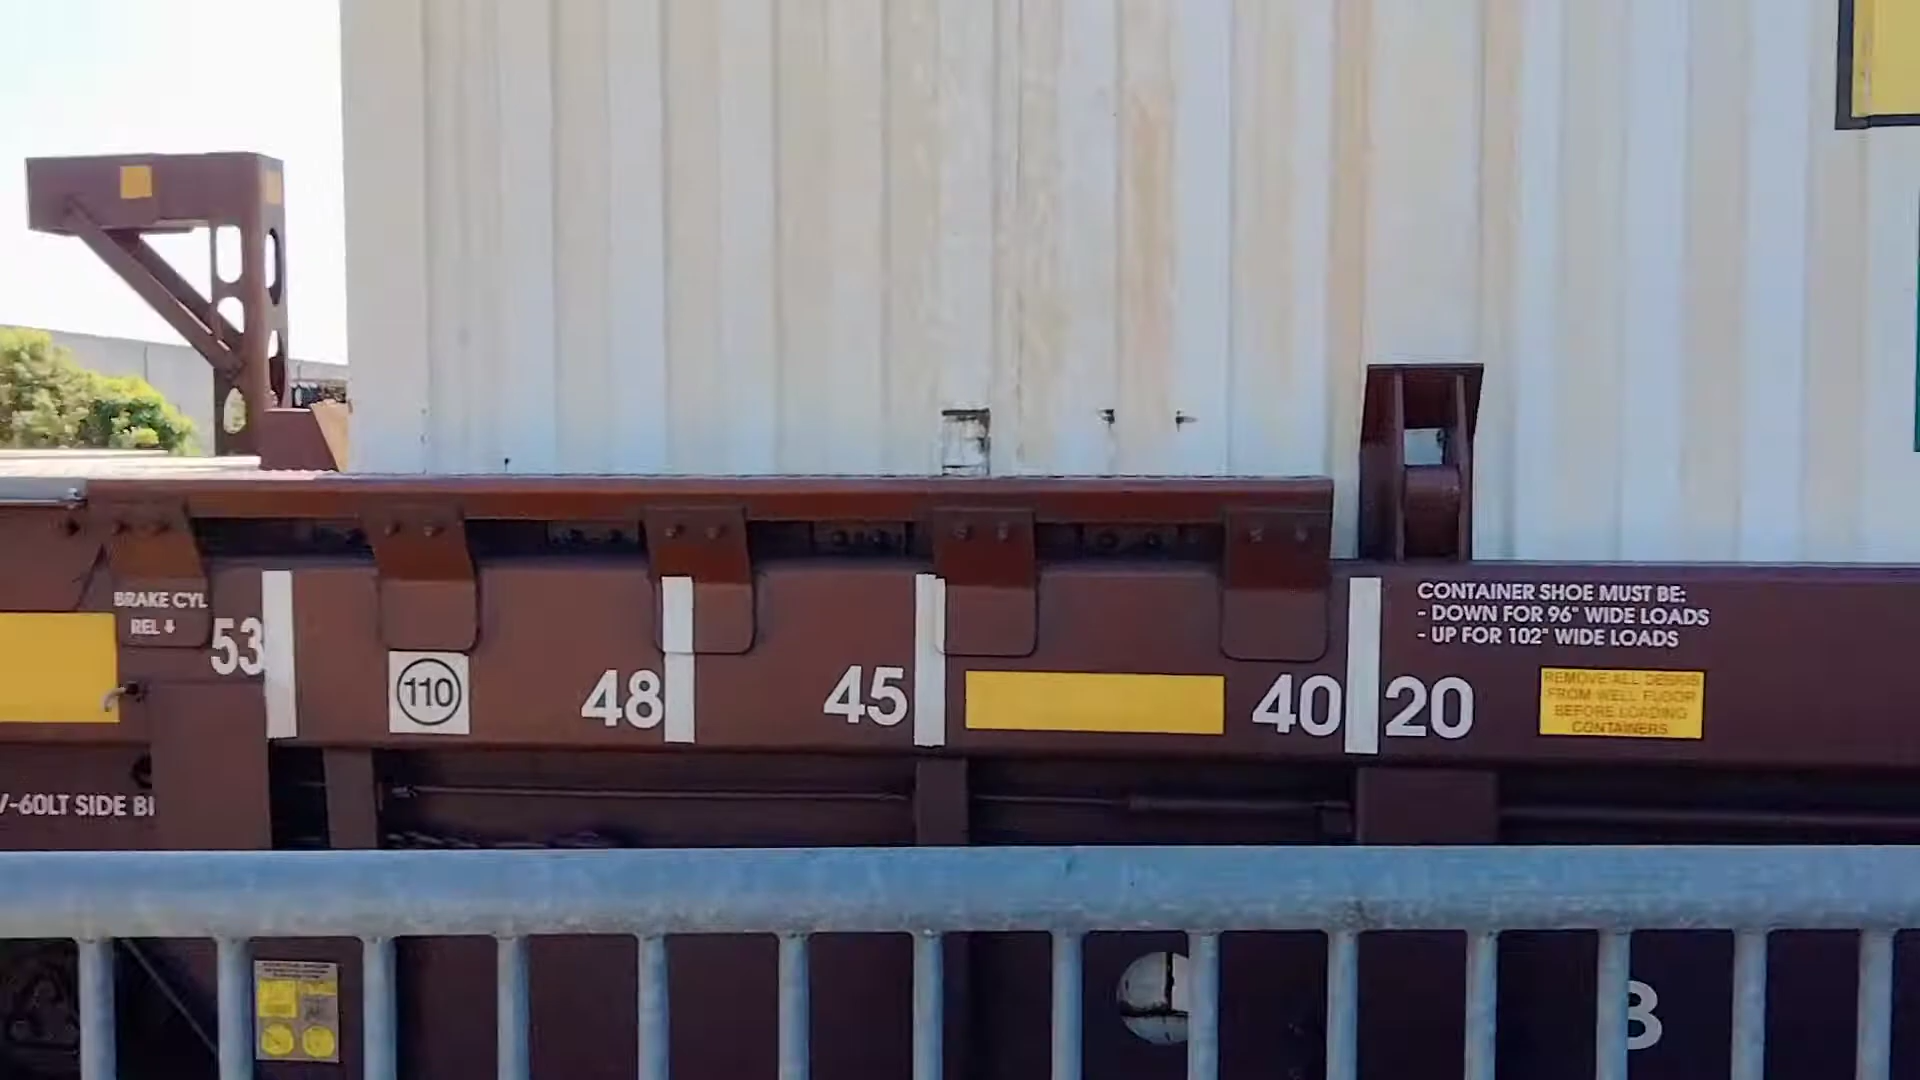 BRAKE CYL
REL
53
110
48
45
40
20
CONTAINER SHOE MUST BE:
- DOWN FOR 96" WIDE LOADS
- UP FOR 102" WIDE LOADS
REMOVE ALL DEBRIS
FROM WELL FLOOR
BEFORE LOADING
CONTAINERS
/-60LT SIDE BI